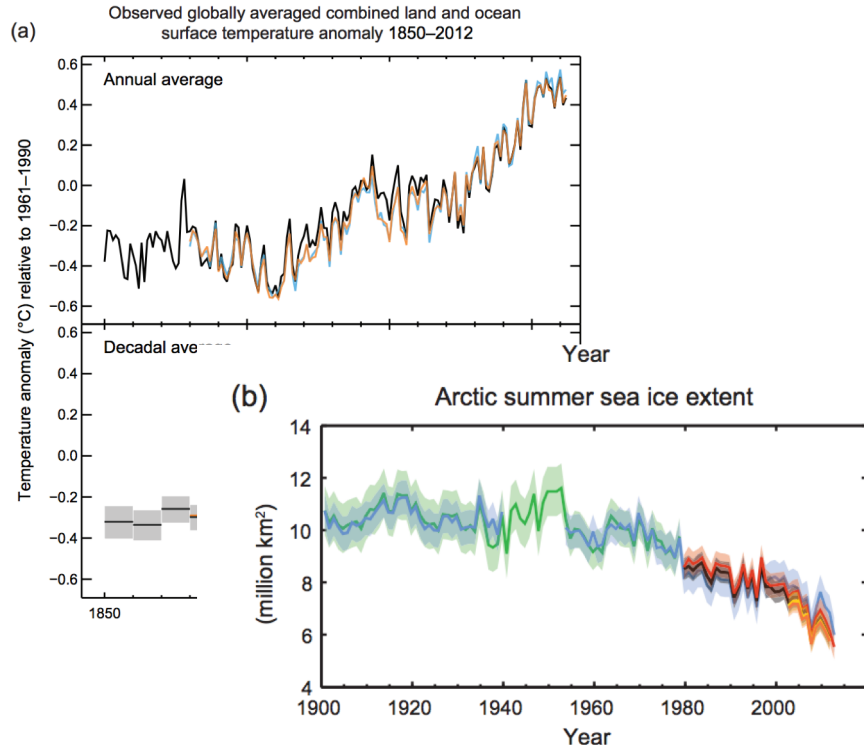 Observed globally averaged combined land and ocean
(a)
surface temperature anomaly 1850–2012
Annual average
0.6
0.4
0.2
0.0
−0.2
−0.4
−0.6
Temperature anomaly (°C) relative to 1961–1990
Decadal
0.6
0.4
0.2
0.0
−0.2
−0.4
−0.6
1850
Year
(b)
Arctic summer sea ice extent
14
12
10
8
6
4
(million km²)
1900
1920
1940
1960
1980
2000
Year